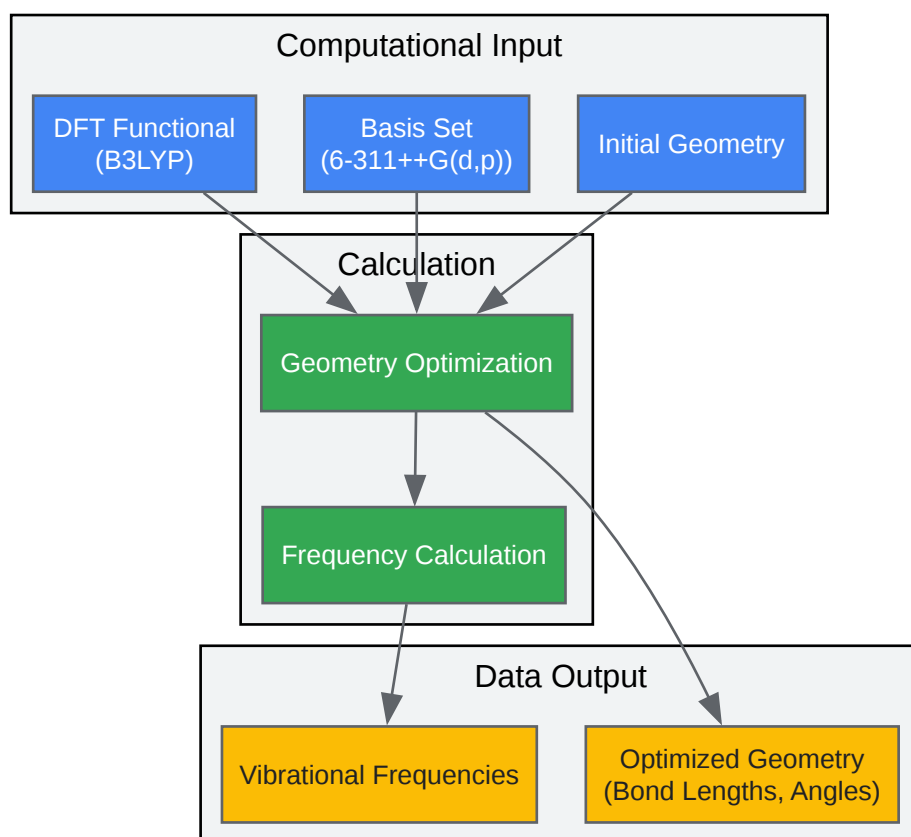 Computational Input
DFT Functional
(B3LYP)
Basis Set
(6-311++G(d,p))
Initial Geometry
Calculation
Geometry Optimization
Frequency Calculation
Data Output
Vibrational Frequencies
Optimized Geometry
(Bond Lengths, Angles)